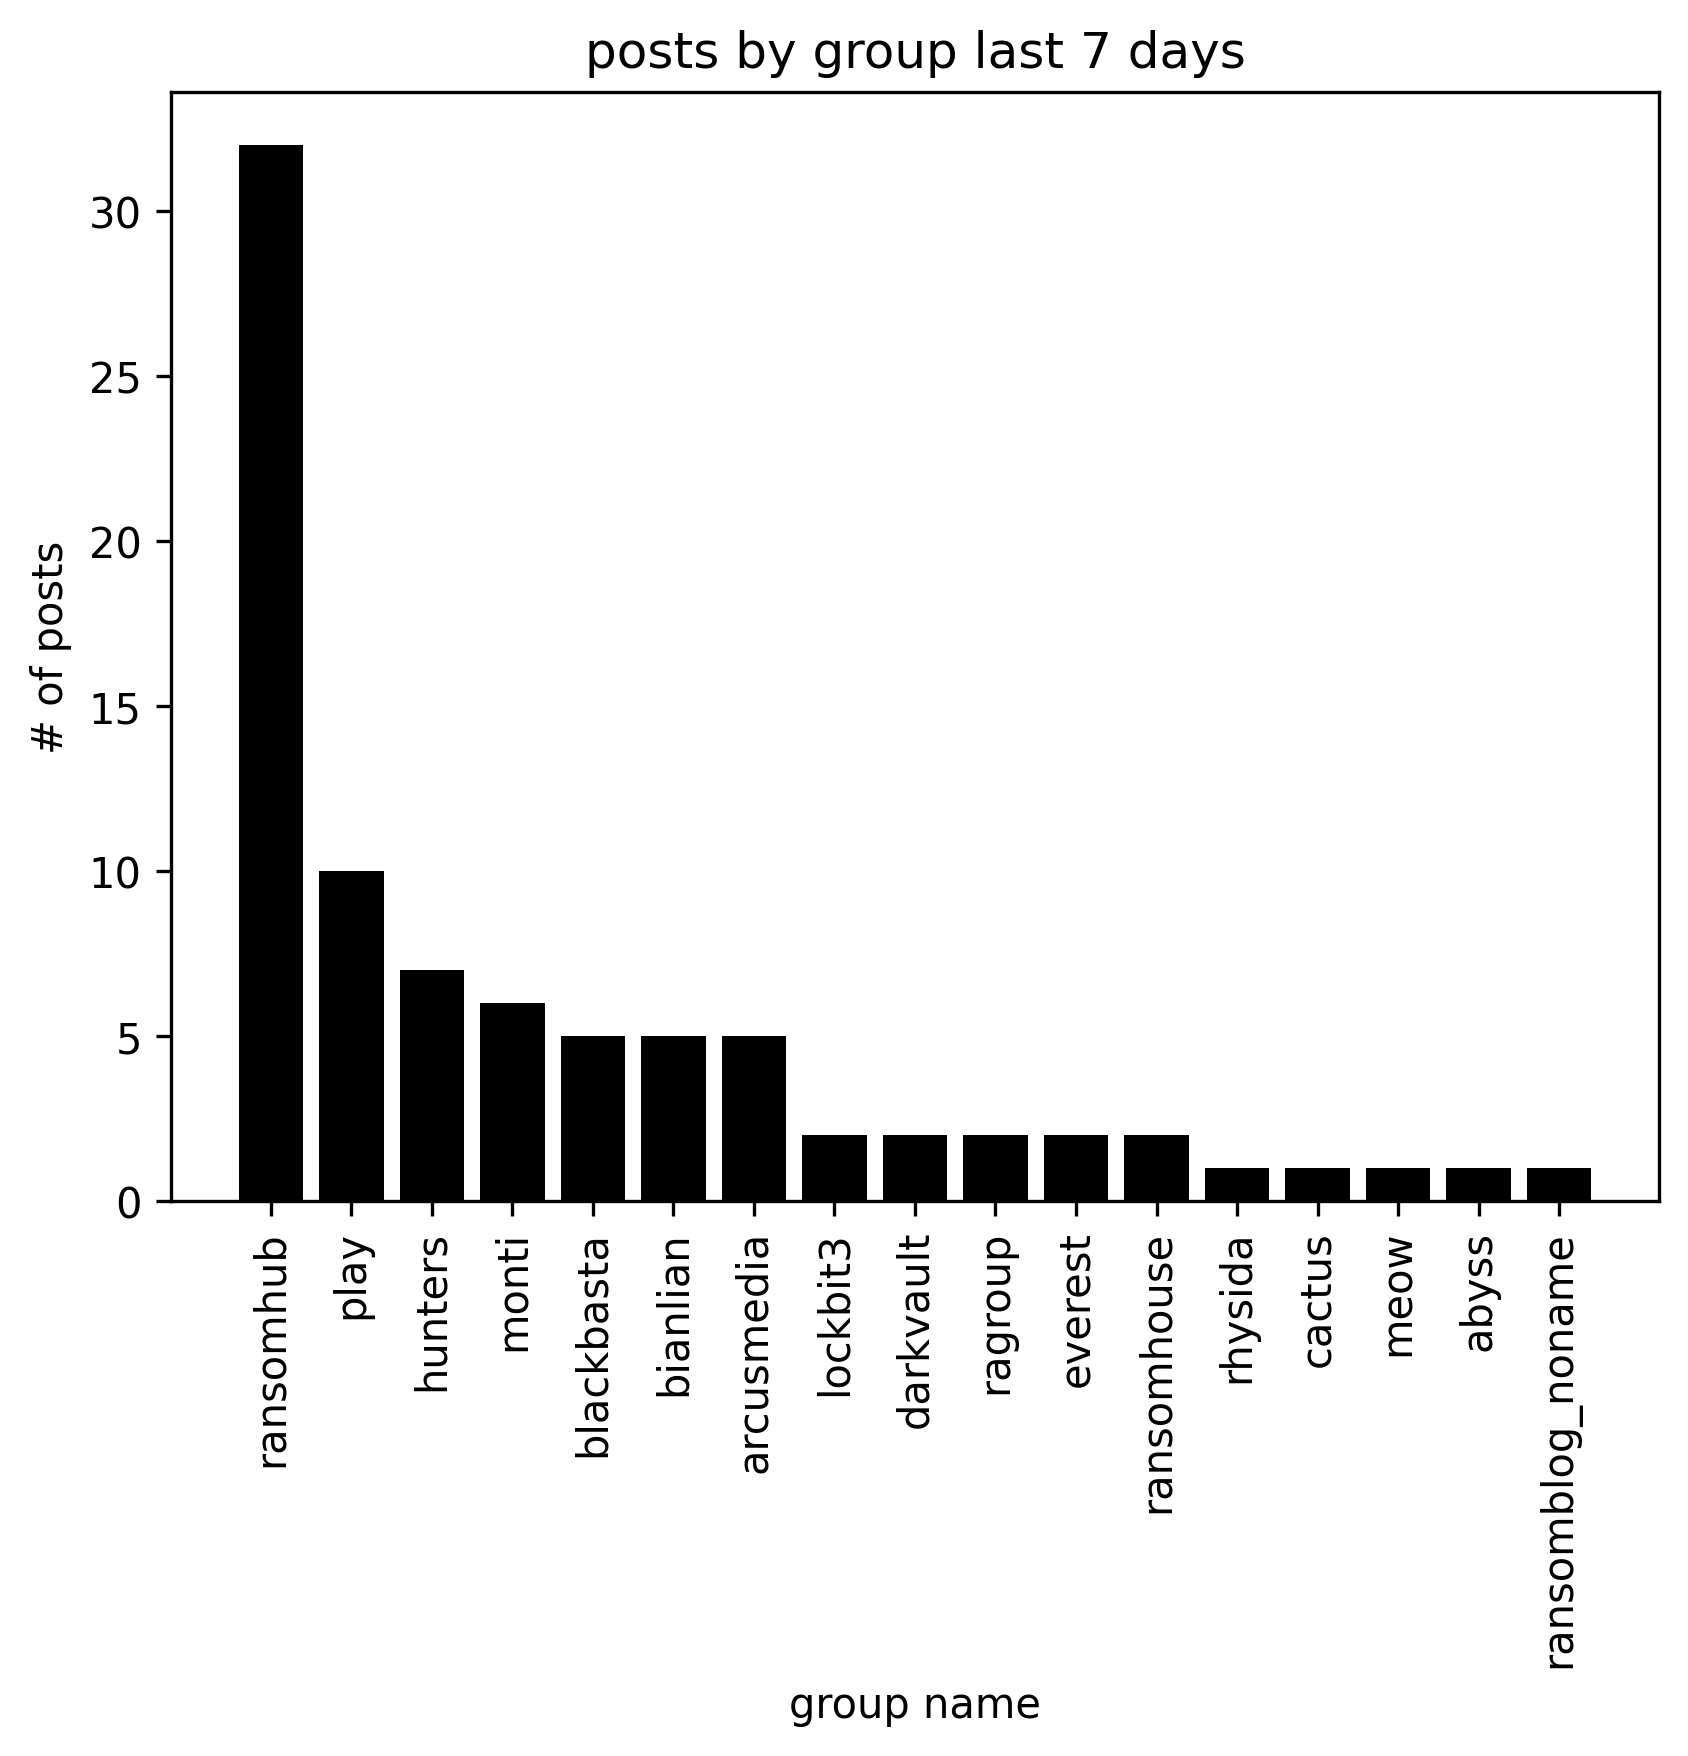 posts by group last 7 days
# of posts
30
25
20
15
10
5
0
ransomhub
play
hunters
monti
blackbasta
bianlian
arcusmedia
lockbit3
darkvault
ragroup
everest
ransomhouse
rhysida
cactus
meow
abyss
ransomblog_noname
group name